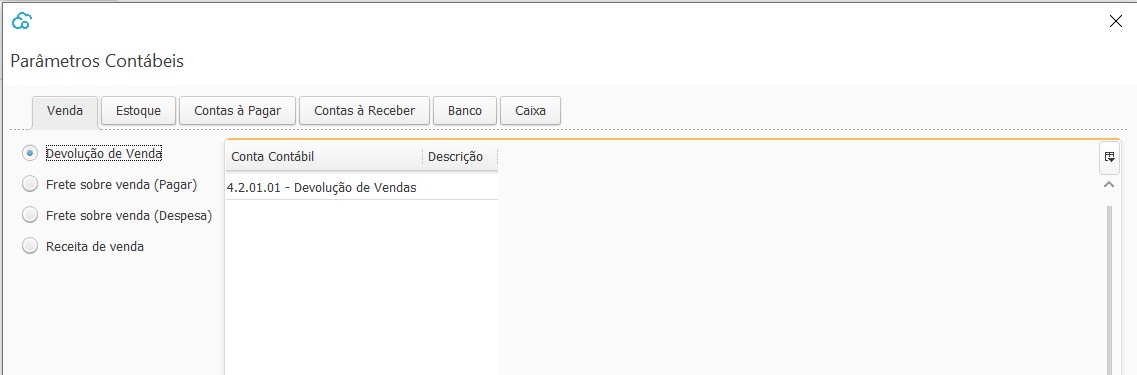 Parâmetros Contábeis
Venda Estoque Contas à Pagar Contas à Receber Banco Caixa
Devolução de Venda
Frete sobre venda (Pagar)
Frete sobre venda (Despesa)
Receita de venda
Conta Contábil Descrição
4.2.01.01 - Devolução de Vendas